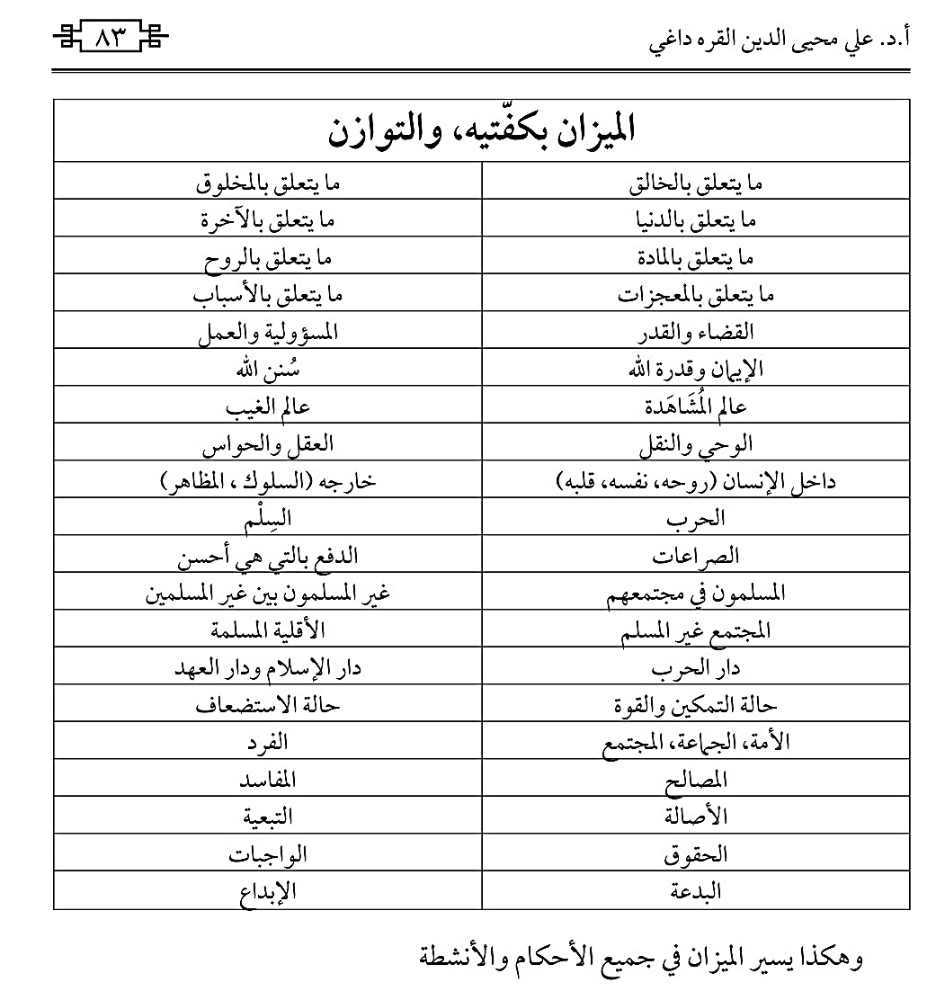 أ.د. علي محيى الدين القره داغي ٨٣
الميزان بكفّتيه، والتوازن
ما يتعلق بالخالق ما يتعلق بالمخلوق
ما يتعلق بالدنيا ما يتعلق بالآخرة
ما يتعلق بالمادة ما يتعلق بالروح
ما يتعلق بالمعجزات ما يتعلق بالأسباب
القضاء والقدر المسؤولية والعمل
الإيمان وقدرة الله سُنن الله
عالم المُشَاهَدة عالم الغيب
الوحي والنقل العقل والحواس
داخل الإنسان (روحه، نفسه، قلبه) خارجه (السلوك ، المظاهر)
الحرب السِلْم
الصراعات الدفع بالتي هي أحسن
المسلمون في مجتمعهم غير المسلمون بين غير المسلمين
المجتمع غير المسلم الأقلية المسلمة
دار الحرب دار الإسلام ودار العهد
حالة التمكين والقوة حالة الاستضعاف
الأمة، الجماعة، المجتمع الفرد
المصالح المفاسد
الأصالة التبعية
الحقوق الواجبات
البدعة الإبداع
وهكذا يسير الميزان في جميع الأحكام والأنشطة